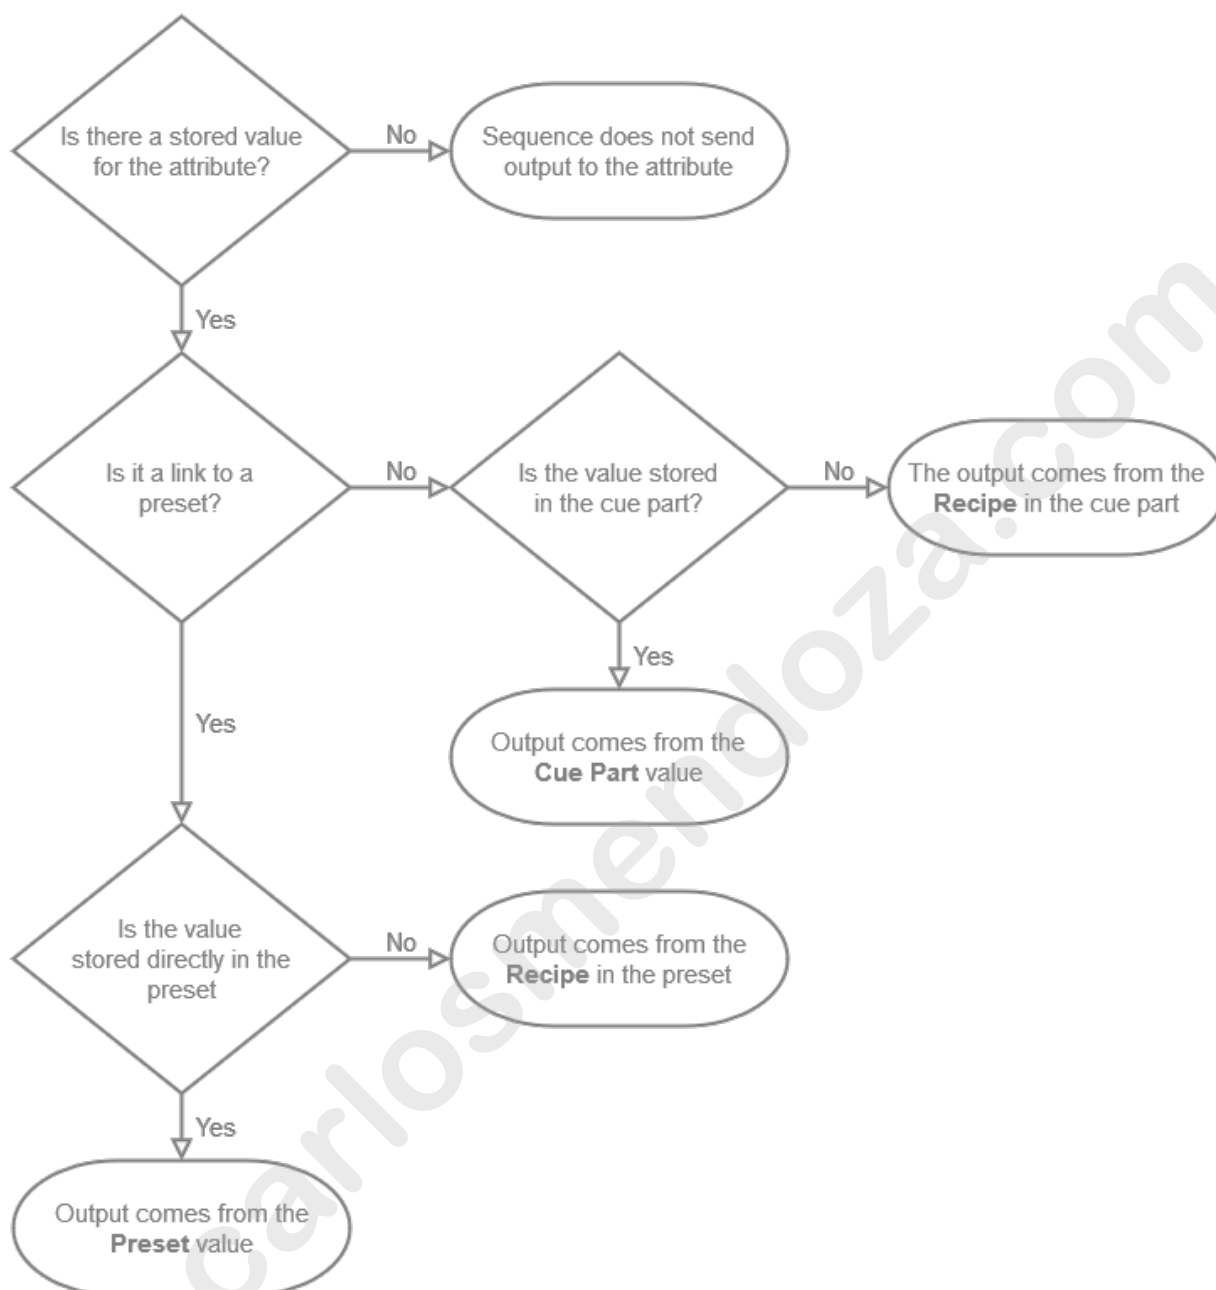 Is there a stored value
for the attribute?
No
Sequence does not send
output to the attribute
Yes
Is it a link to a
preset?
No
Is the value stored
in the cue part?
No
The output comes from the
Recipe in the cue part
Yes
Output comes from the
Cue Part value
Yes
Is the value
stored directly in the
preset
No
Output comes from the
Recipe in the preset
Yes
Output comes from the
Preset value
carlosmendoza.com